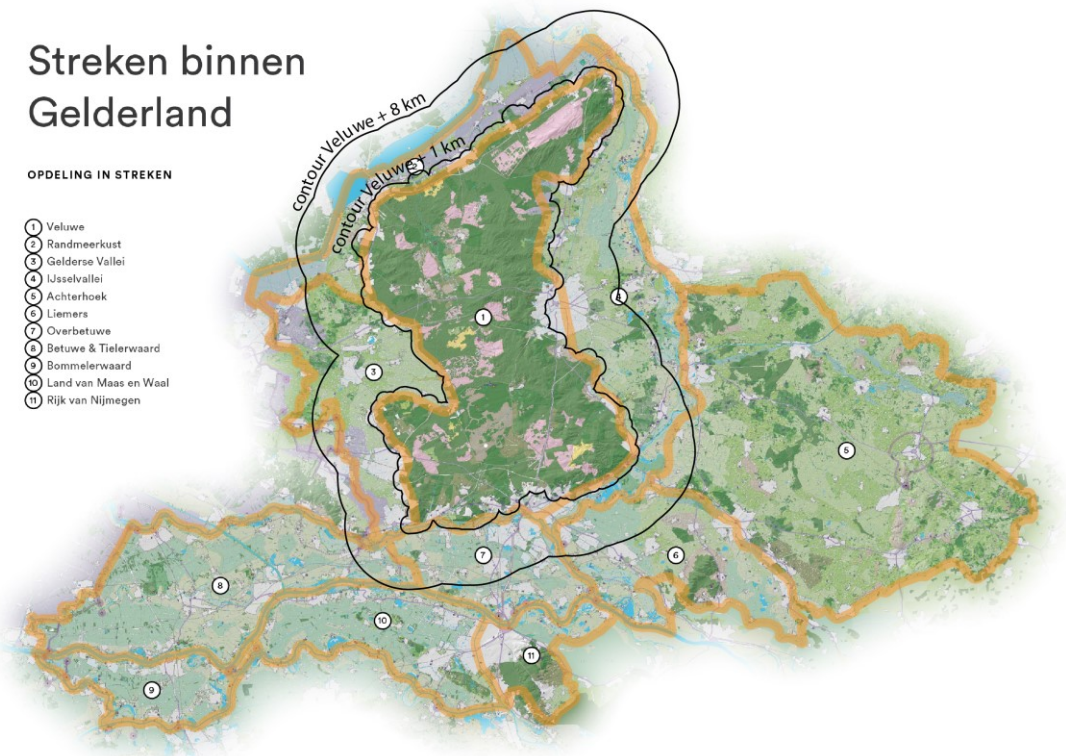 Streken binnen
Gelderland
OPDELING IN STREKEN
1 Veluwe
2 Randmeerkust
3 Gelderse Vallei
4 IJsselvallei
5 Achterhoek
6 Liemers
7 Overbetuwe
8 Betuwe & Tielerwaard
9 Bommelerwaard
10 Land van Maas en Waal
11 Rijk van Nijmegen
contour Veluwe + 8 km
contour Veluwe + 1 km
2
4
1
3
5
7
6
8
10
11
9